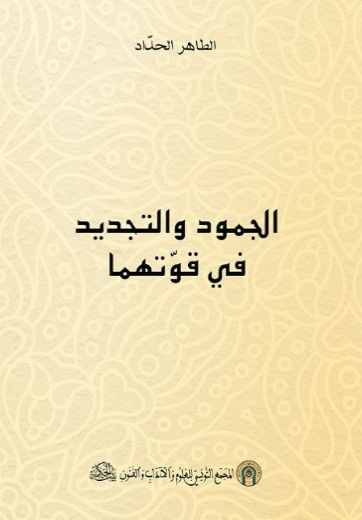 الطاهر الحدّاد
الجمود والتجديد
في قوّتهما
المجمع التونسي للعلوم والآداب والفنون بيت الحكمة